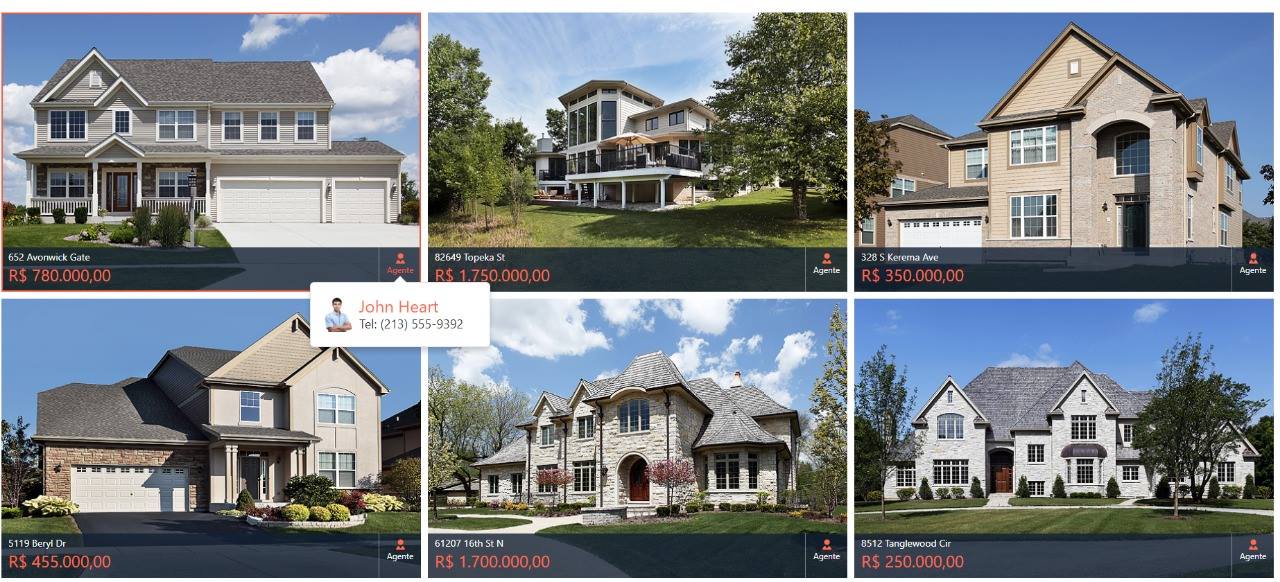 652 Avonwick Gate
R$ 780.000,00
Agente
82649 Topeka St
R$ 1.750.000,00
Agente
328 S Kerema Ave
R$ 350.000,00
Agente
John Heart
Tel: (213) 555-9392
5119 Beryl Dr
R$ 455.000,00
Agente
61207 16th St N
R$ 1.700.000,00
Agente
8512 Tanglewood Cir
R$ 250.000,00
Agente